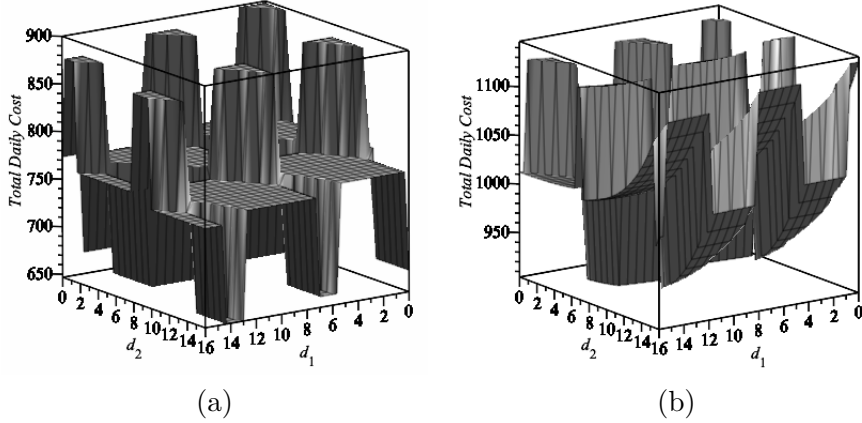 900
850
800
750
700
650
Total Daily Cost
0 2 4 6 8 10 12 14 16
d2
14 12 10 8 6 4 2 0
d1
(a)
1100
1050
1000
950
Total Daily Cost
0 2 4 6 8 10 12 14 16
d2
14 12 10 8 6 4 2 0
d1
(b)